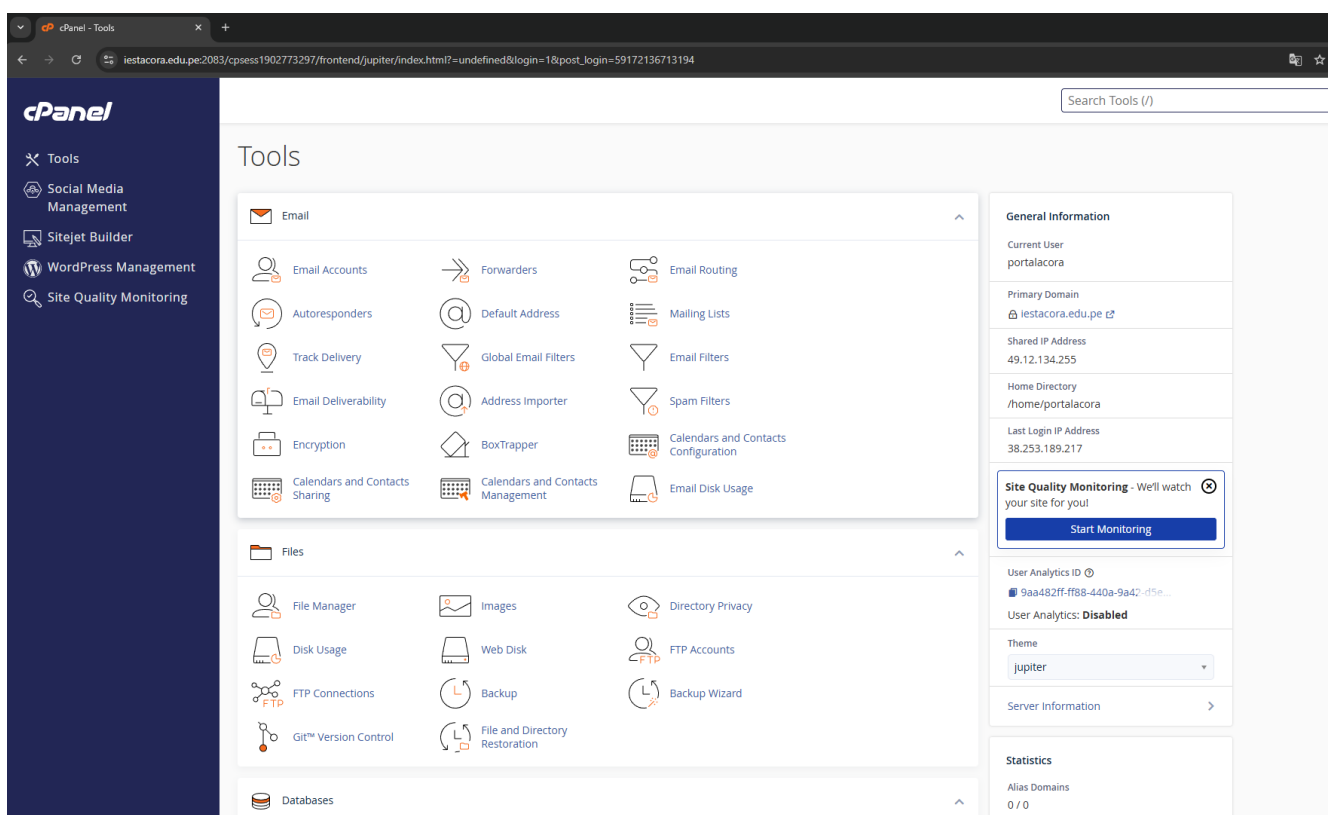 cPanel - Tools
iestacora.edu.pe:2083/cpsess1902773297/frontend/jupiter/index.html?=undefined&login=1&post_login=59172136713194
cPanel
Search Tools (/)
Tools
Social Media
Management
Sitejet Builder
WordPress Management
Site Quality Monitoring
Tools
Email
Email Accounts
Forwarders
Email Routing
Autoresponders
Default Address
Mailing Lists
Track Delivery
Global Email Filters
Email Filters
Email Deliverability
Address Importer
Spam Filters
Encryption
BoxTrapper
Calendars and Contacts
Configuration
Calendars and Contacts
Sharing
Calendars and Contacts
Management
Email Disk Usage
Files
File Manager
Images
Directory Privacy
Disk Usage
Web Disk
FTP Accounts
FTP Connections
Backup
Backup Wizard
Git™ Version Control
File and Directory
Restoration
Databases
General Information
Current User
portalacora
Primary Domain
iestacora.edu.pe
Shared IP Address
49.12.134.255
Home Directory
/home/portalacora
Last Login IP Address
38.253.189.217
Site Quality Monitoring - We'll watch
your site for you!
Start Monitoring
User Analytics ID
9aa482ff-ff88-440a-9a42-d5e...
User Analytics: Disabled
Theme
jupiter
Server Information
Statistics
Alias Domains
0 / 0